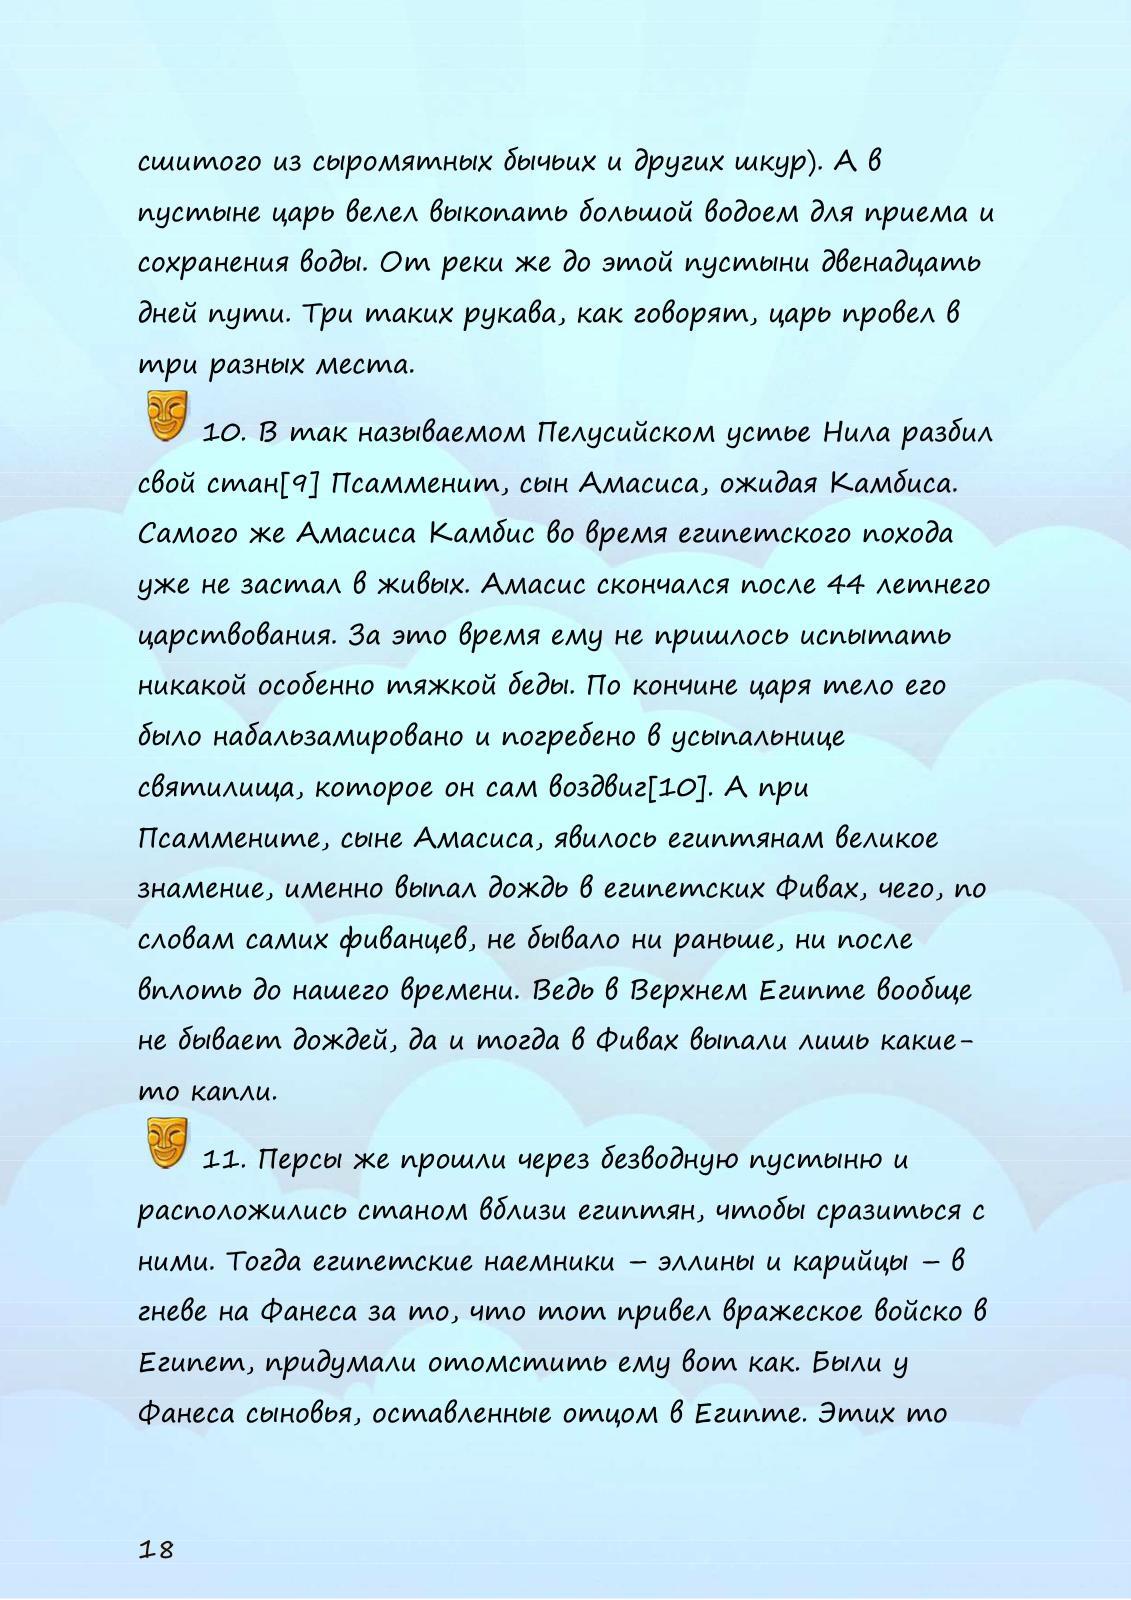 сшитого из сыромятных бычьих и других шкур). А в
пустыне царь велел выкопать большой водоем для приема и
сохранения воды. От реки же до этой пустыни двенадцать
дней пути. Три таких рукава, как говорят, царь провел в
три разных места.
10. В так называемом Пелусийском устье Нила разбил
свой стан[9] Псамменит, сын Амасиса, ожидая Камбиса.
Самого же Амасиса Камбис во время египетского похода
уже не застал в живых. Амасис скончался после 44 летнего
царствования. За это время ему не пришлось испытать
никакой особенно тяжкой беды. По кончине царя тело его
было набальзамировано и погребено в усыпальнице
святилища, которое он сам воздвиг[10]. А при
Псаммените, сыне Амасиса, явилось египтянам великое
знамение, именно выпал дождь в египетских Фивах, чего, по
словам самих фиванцев, не бывало ни раньше, ни после
вплоть до нашего времени. Ведь в Верхнем Египте вообще
не бывает дождей, да и тогда в Фивах выпали лишь какие-
то капли.
11. Персы же прошли через безводную пустыню и
расположились станом вблизи египтян, чтобы сразиться с
ними. Тогда египетские наемники – эллины и карийцы – в
гневе на Фанеса за то, что тот привел вражеское войско в
Египет, придумали отомстить ему вот как. Были у
Фанеса сыновья, оставленные отцом в Египте. Этих то
18